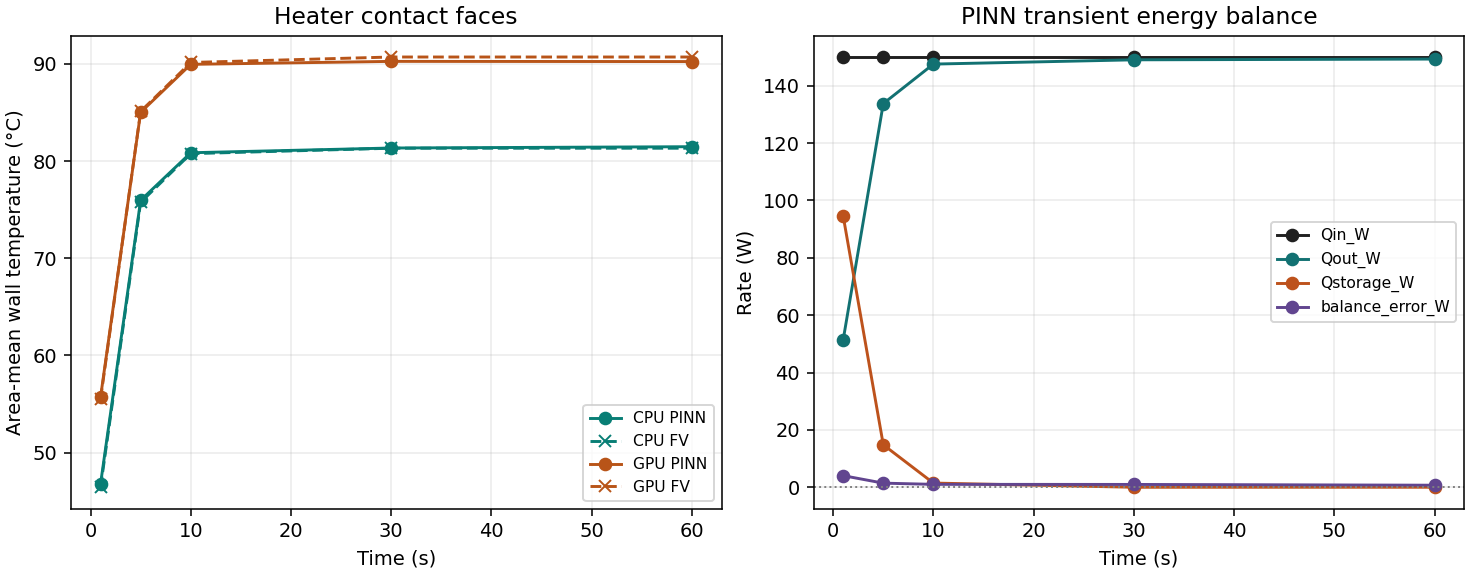 Heater contact faces
Area-mean wall temperature (°C)
90
80
70
60
50
0
10
20
30
40
50
60
Time (s)
CPU PINN
CPU FV
GPU PINN
GPU FV
PINN transient energy balance
Rate (W)
140
120
100
80
60
40
20
0
0
10
20
30
40
50
60
Time (s)
Qin_W
Qout_W
Qstorage_W
balance_error_W